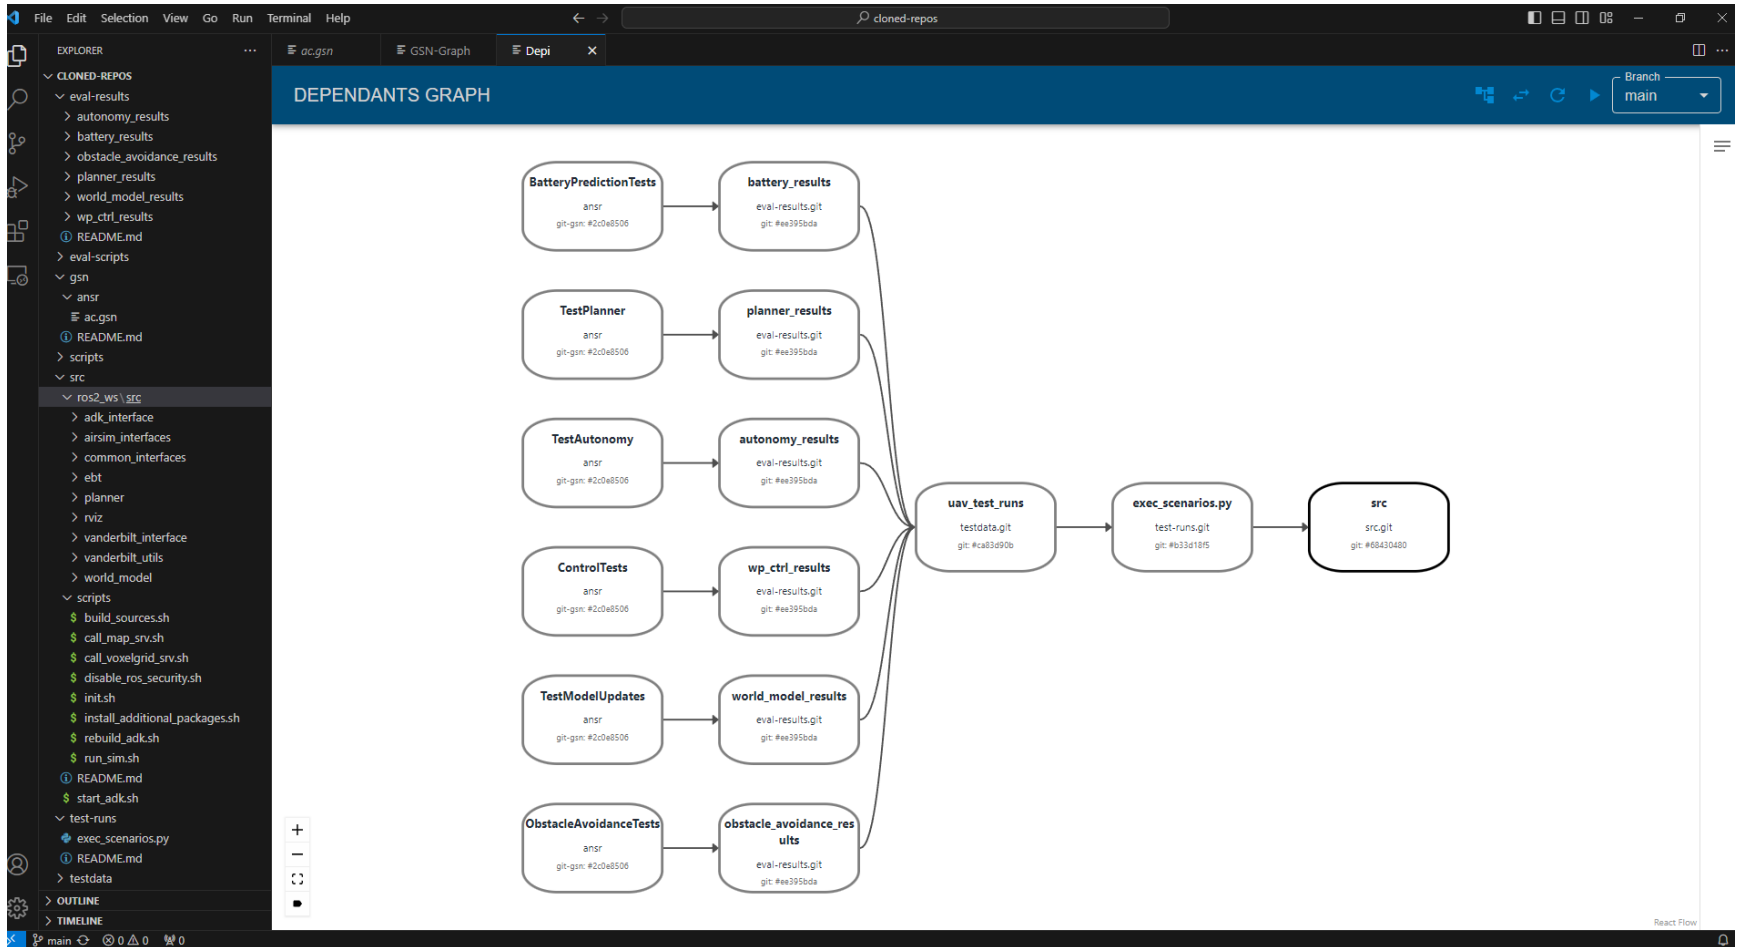 File Edit Selection View Go Run Terminal Help
cloned-repos
EXPLORER
CLONED-REPOS
eval-results
autonomy_results
battery_results
obstacle_avoidance_results
planner_results
world_model_results
wp_ctrl_results
README.md
eval-scripts
gsn
ansr
ac.gsn
README.md
scripts
src
ros2_ws\src
adk_interface
airsim_interfaces
common_interfaces
ebt
planner
rviz
vanderbilt_interface
vanderbilt_utils
world_model
scripts
build_sources.sh
call_map_srv.sh
call_voxelgrid_srv.sh
disable_ros_security.sh
init.sh
install_additional_packages.sh
rebuild_adk.sh
run_sim.sh
README.md
start_adk.sh
test-runs
exec_scenarios.py
README.md
testdata
OUTLINE
TIMELINE
ac.gsn
GSN-Graph
Depi
DEPENDANTS GRAPH
Branch
main
BatteryPredictionTests
ansr
git-gsn: #2c0e8506
battery_results
eval-results.git
git: #ee395bda
TestPlanner
ansr
git-gsn: #2c0e8506
planner_results
eval-results.git
git: #ee395bda
TestAutonomy
ansr
git-gsn: #2c0e8506
autonomy_results
eval-results.git
git: #ee395bda
ControlTests
ansr
git-gsn: #2c0e8506
wp_ctrl_results
eval-results.git
git: #ee395bda
TestModelUpdates
ansr
git-gsn: #2c0e8506
world_model_results
eval-results.git
git: #ee395bda
ObstacleAvoidanceTests
ansr
git-gsn: #2c0e8506
obstacle_avoidance_res
ults
eval-results.git
git: #ee395bda
uav_test_runs
testdata.git
git: #ca83d90b
exec_scenarios.py
test-runs.git
git: #b33d18f5
src
src.git
git: #68430480
React Flow
main 0 0 0